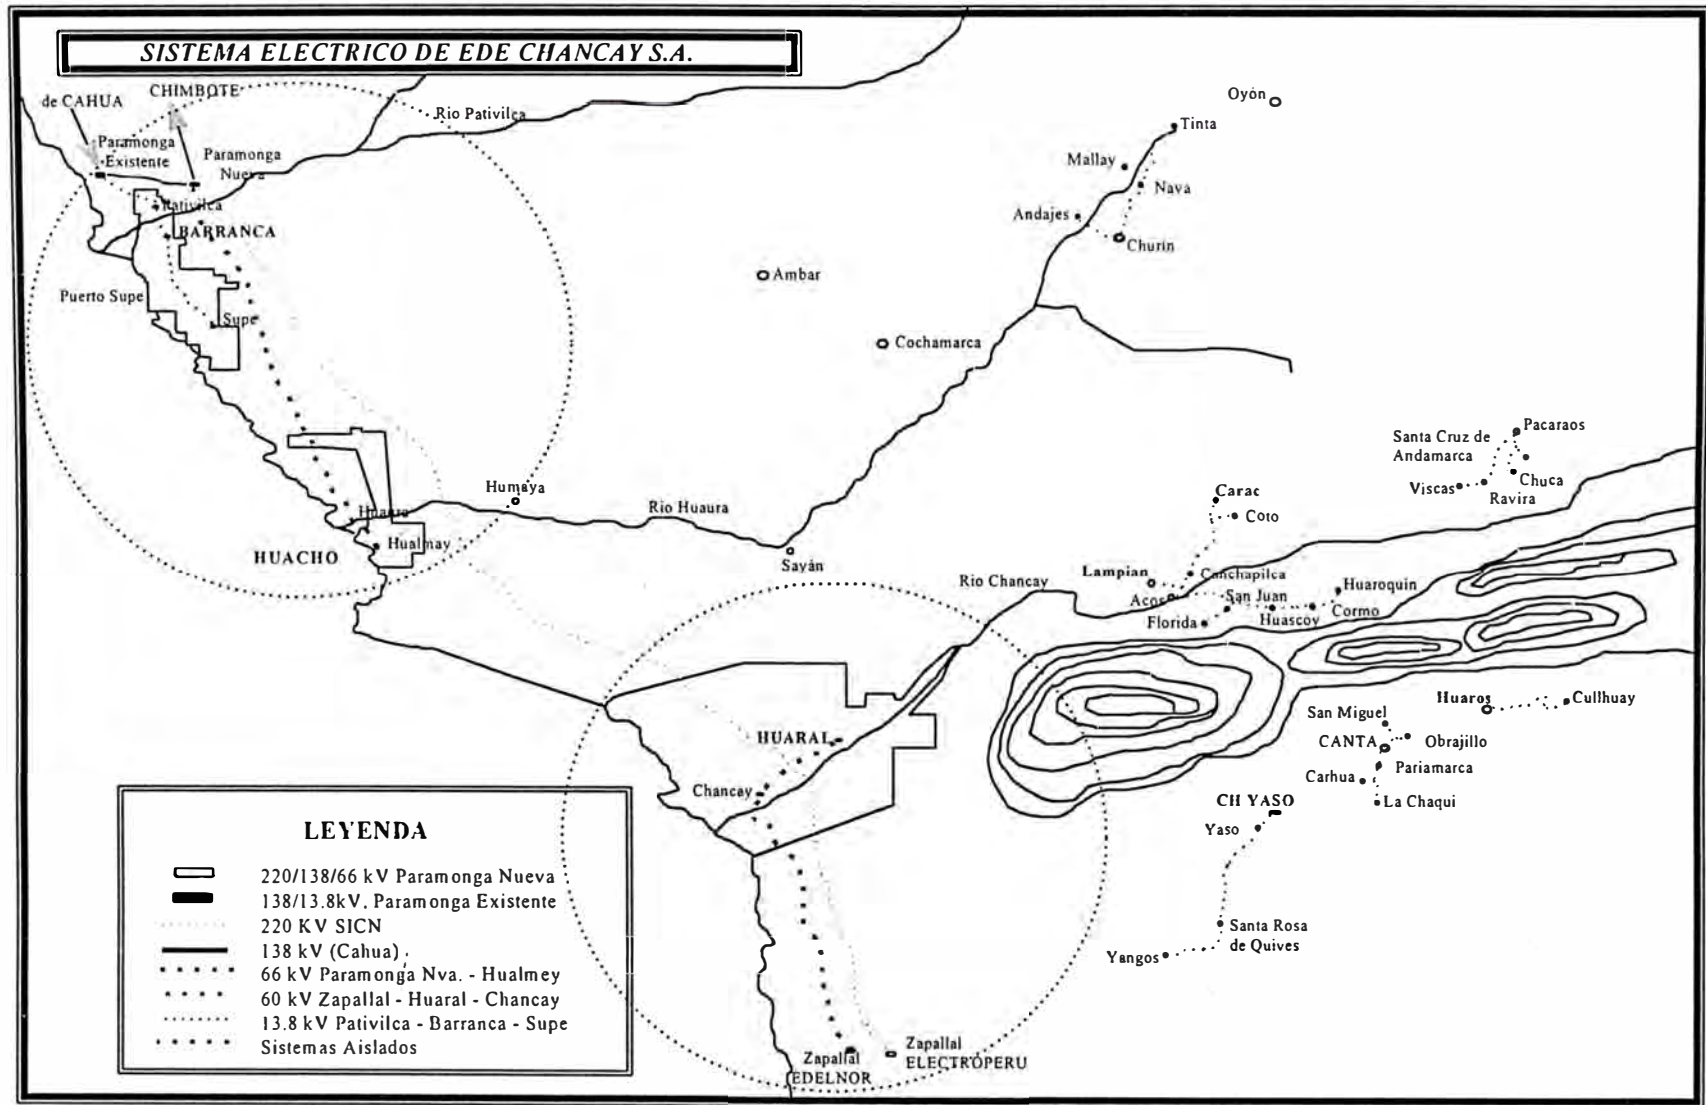 SISTEMA ELECTRICO DE EDE CHANCAY S.A.
de CAHUA
CHIMBOTE
Rio Pativilca
Paramonga
Existente
Paramonga
Nueva
Pativilca
BARRANCA
Puerto Supe
Supe
Oyón
Tinta
Mallay
Nava
Andajes
Churin
Ambar
Cochamarca
Humaya
Rio Huaura
Huaura
Hualmay
HUACHO
Sayán
Pacaraos
Santa Cruz de
Andamarca
Chuca
Viscas
Ravira
Carac
Coto
Rio Chancay
Lampian
Canchapilca
Huaroquin
Acos
San Juan
Florida
Huascoy
Cormo
Huaros
Cullhuay
San Miguel
CANTA
Obrajillo
Pariamarca
Carhua
La Chaqui
CH YASO
Yaso
Santa Rosa
de Quives
Yangos
HUARAL
Chancay
Zapallal
EDELNOR
Zapallal
ELECTRÓPERU
LEYENDA
220/138/66 kV Paramonga Nueva
138/13.8kV. Paramonga Existente
220 KV SICN
138 kV (Cahua)
66 kV Paramonga Nva. - Hualmey
60 kV Zapallal - Huaral - Chancay
13.8 kV Pativilca - Barranca - Supe
Sistemas Aislados